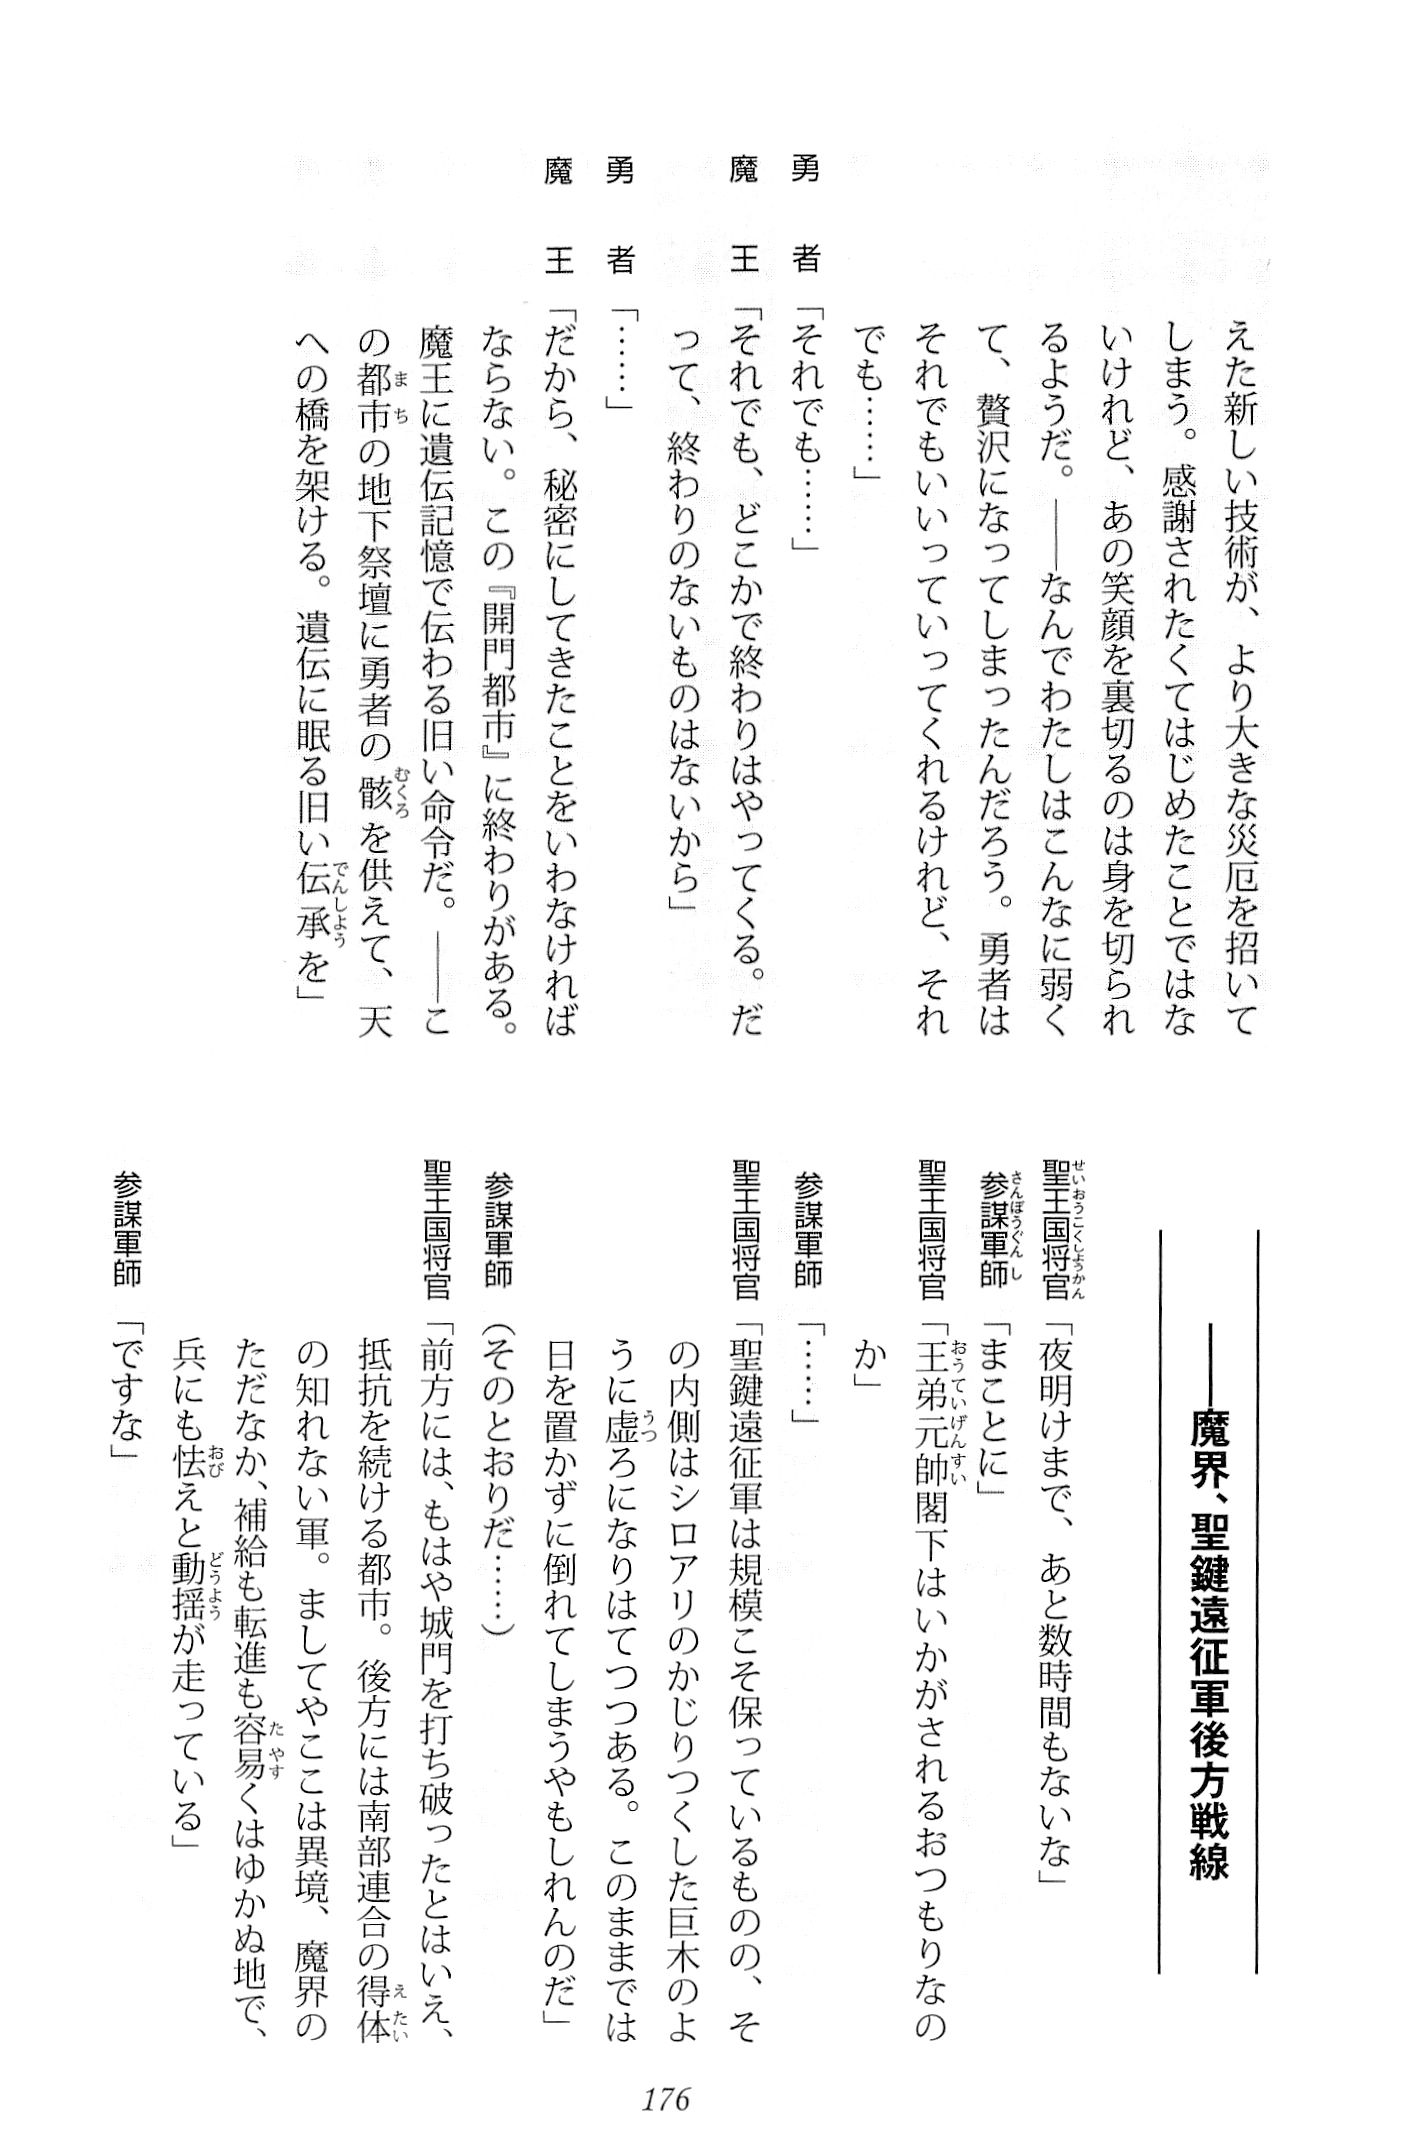 えた新しい技術が、より大きな災厄を招いて
しまう。感謝されたくてはじめたことではな
いけれど、あの笑顔を裏切るのは身を切られ
るようだ。――なんでわたしはこんなに弱く
て、贅沢になってしまったんだろう。勇者は
それでもいいっていってくれるけれど、それ
でも……」
勇者「それでも……」
魔王「それでも、どこかで終わりはやってくる。だ
って、終わりのないものはないから」
勇者「……」
魔王「だから、秘密にしてきたことをいわなければ
ならない。この『開門都市』に終わりがある。
魔王に遺伝記憶で伝わる旧い命令だ。――こ
の都市の地下祭壇に勇者の骸を供えて、天
への橋を架ける。遺伝に眠る旧い伝承を」
――魔界、聖鍵遠征軍後方戦線
聖王国将官「夜明けまで、あと数時間もないな」
参謀軍師「まことに」
聖王国将官「王弟元帥閣下はいかがされるおつもりなの
か」
参謀軍師「……」
聖王国将官「聖鍵遠征軍は規模こそ保っているものの、そ
の内側はシロアリのかじりつくした巨木のよ
うに虚ろになりはてつつある。このままでは
日を置かずに倒れてしまうやもしれんのだ」
参謀軍師（そのとおりだ……）
聖王国将官「前方には、もはや城門を打ち破ったとはいえ、
抵抗を続ける都市。後方には南部連合の得体
の知れない軍。ましてやここは異境、魔界の
ただなか、補給も転進も容易くはゆかぬ地で、
兵にも怯えと動揺が走っている」
参謀軍師「ですな」
176